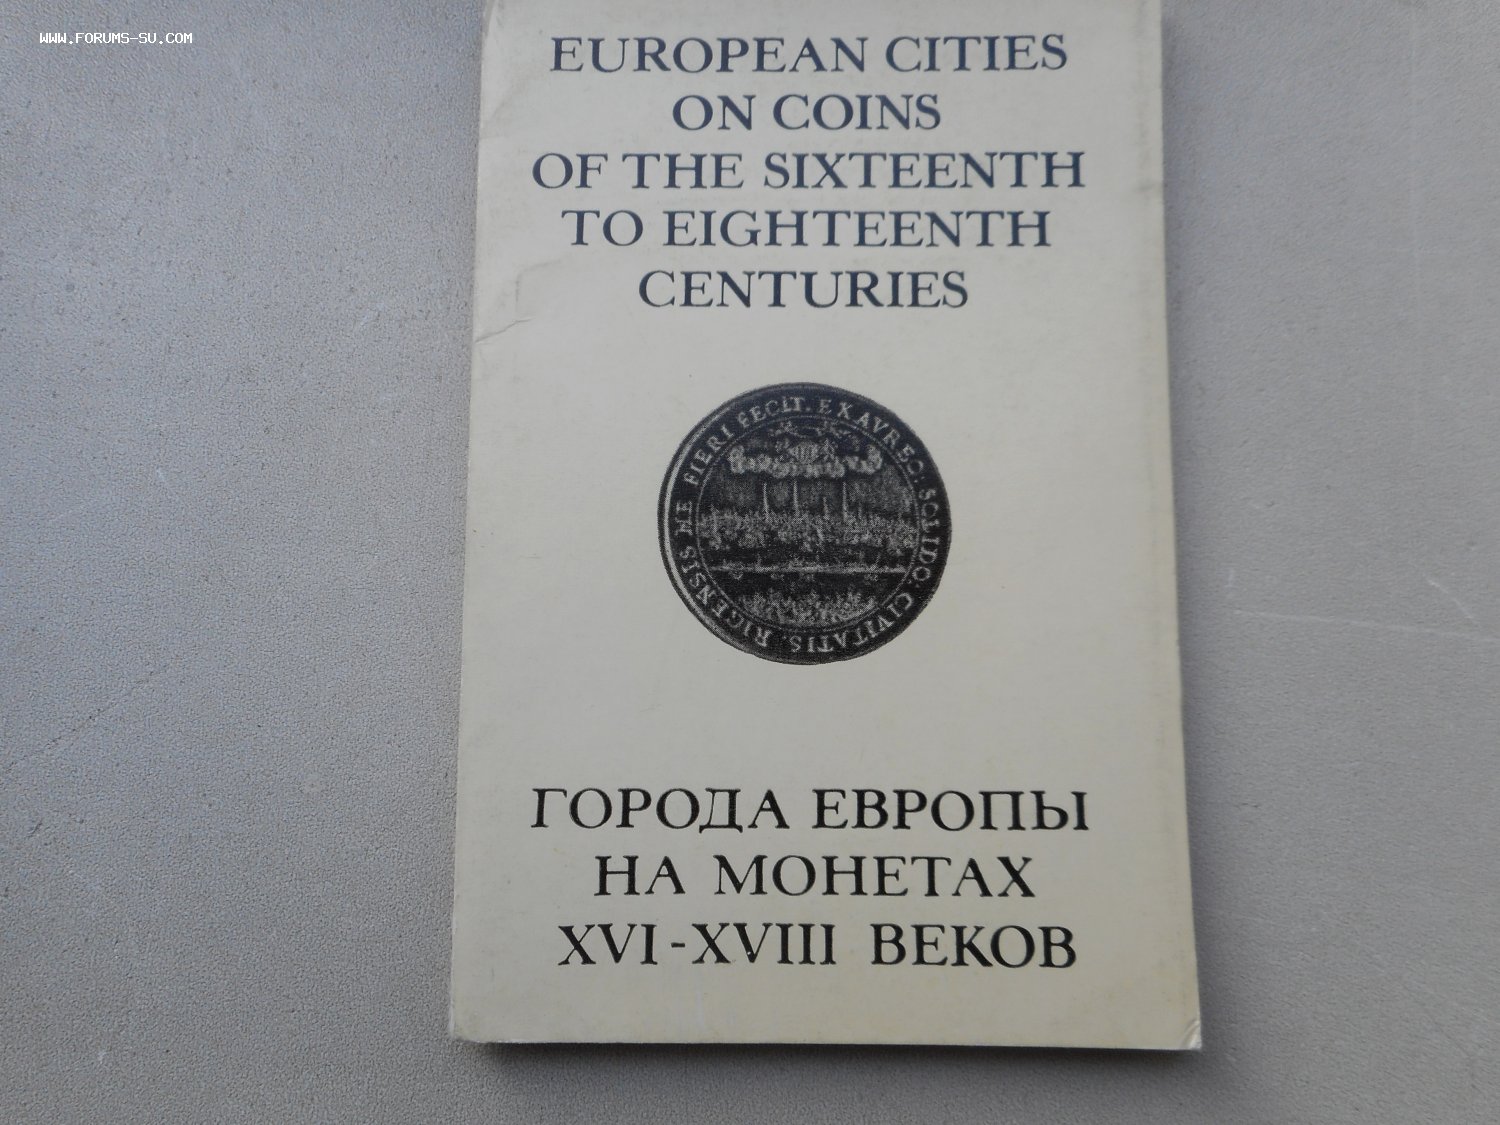 WWW.FORUMS-SU.COM
EUROPEAN CITIES
ON COINS
OF THE SIXTEENTH
TO EIGHTEENTH
CENTURIES
FIERI FECIT. EX AVREO: SOLIDO. CIVITATIS. RIGENSIS ME
ГОРОДА ЕВРОПЫ
НА МОНЕТАХ
XVI-XVIII ВЕКОВ